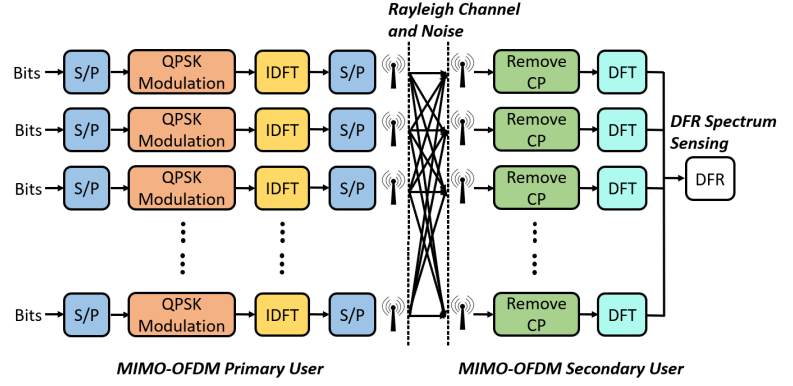 Rayleigh Channel
and Noise
Bits
S/P
QPSK
Modulation
IDFT
S/P
Remove
CP
DFT
Bits
S/P
QPSK
Modulation
IDFT
S/P
Remove
CP
DFT
DFR Spectrum
Sensing
Bits
S/P
QPSK
Modulation
IDFT
S/P
Remove
CP
DFT
DFR
Bits
S/P
QPSK
Modulation
IDFT
S/P
Remove
CP
DFT
MIMO-OFDM Primary User
MIMO-OFDM Secondary User